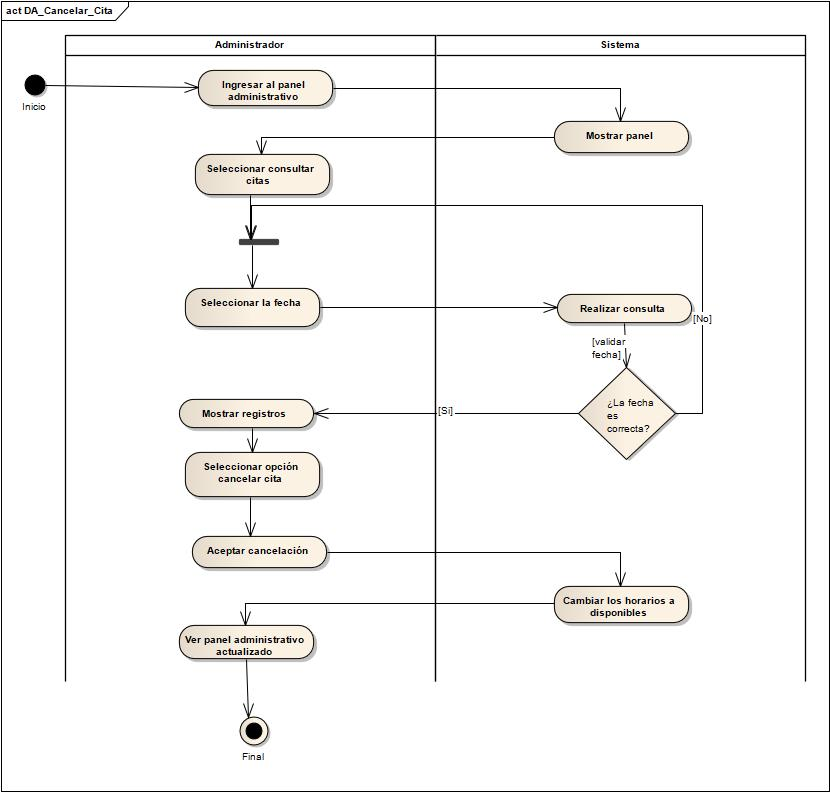 act DA_Cancelar_Cita
Administrador
Sistema
Inicio
Ingresar al panel
administrativo
Mostrar panel
Seleccionar consultar
citas
Seleccionar la fecha
Realizar consulta
[No]
[validar
fecha]
¿La fecha
es
correcta?
[Si]
Mostrar registros
Seleccionar opción
cancelar cita
Aceptar cancelación
Cambiar los horarios a
disponibles
Ver panel administrativo
actualizado
Final